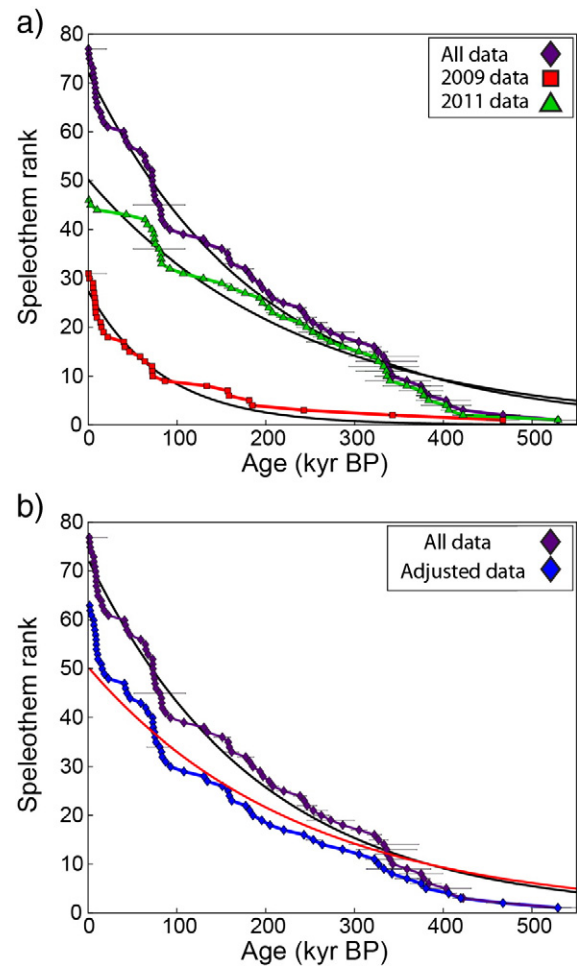 a)
All data
2009 data
2011 data
80
70
60
50
40
30
20
10
0
Speleothem rank
0 100 200 300 400 500
Age (kyr BP)
b)
All data
Adjusted data
80
70
60
50
40
30
20
10
0
Speleothem rank
0 100 200 300 400 500
Age (kyr BP)